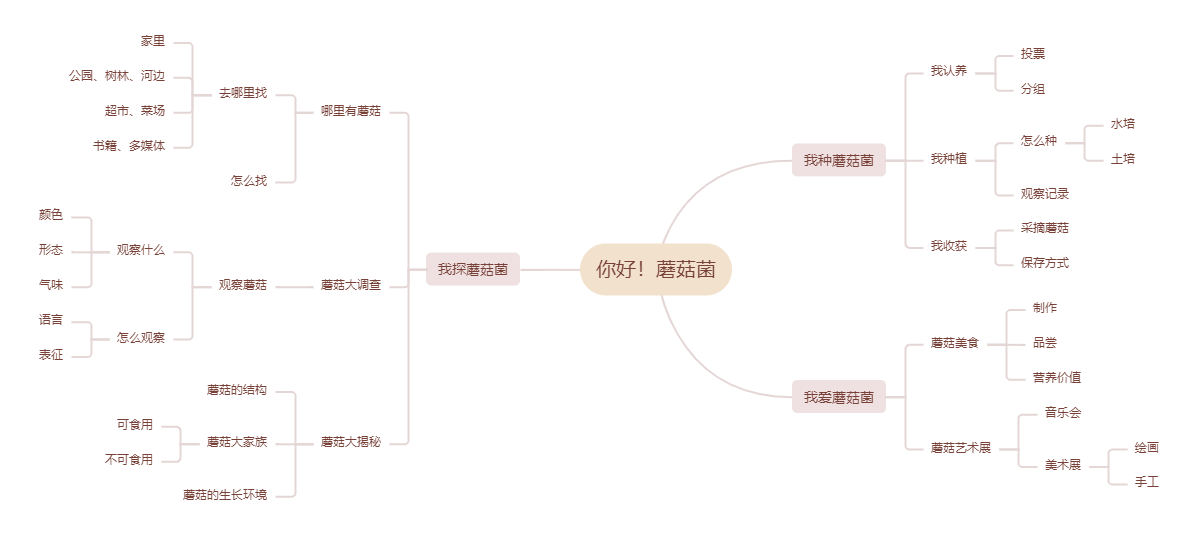 你好！蘑菇菌
我探蘑菇菌
哪里有蘑菇
去哪里找
家里
公园、树林、河边
超市、菜场
书籍、多媒体
怎么找
蘑菇大调查
观察蘑菇
观察什么
颜色
形态
气味
怎么观察
语言
表征
蘑菇大揭秘
蘑菇的结构
蘑菇大家族
可食用
不可食用
蘑菇的生长环境
我种蘑菇菌
我认养
投票
分组
我种植
怎么种
水培
土培
观察记录
我收获
采摘蘑菇
保存方式
我爱蘑菇菌
蘑菇美食
制作
品尝
营养价值
蘑菇艺术展
音乐会
美术展
绘画
手工